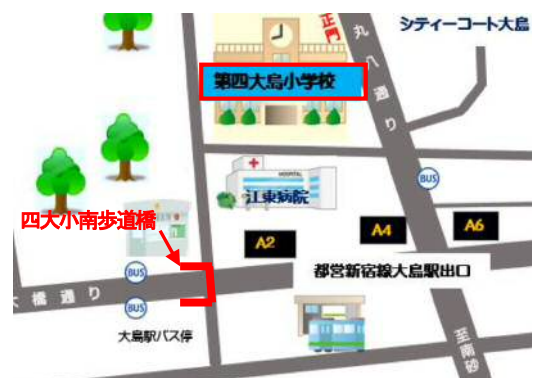 正門
丸八通り
シティーコート大島
第四大島小学校
HOSPITAL
江東病院
BUS
四大小南歩道橋
A2
A4
A6
都営新宿線大島駅出口
BUS
大橋通り
BUS
大島駅バス停
至南砂